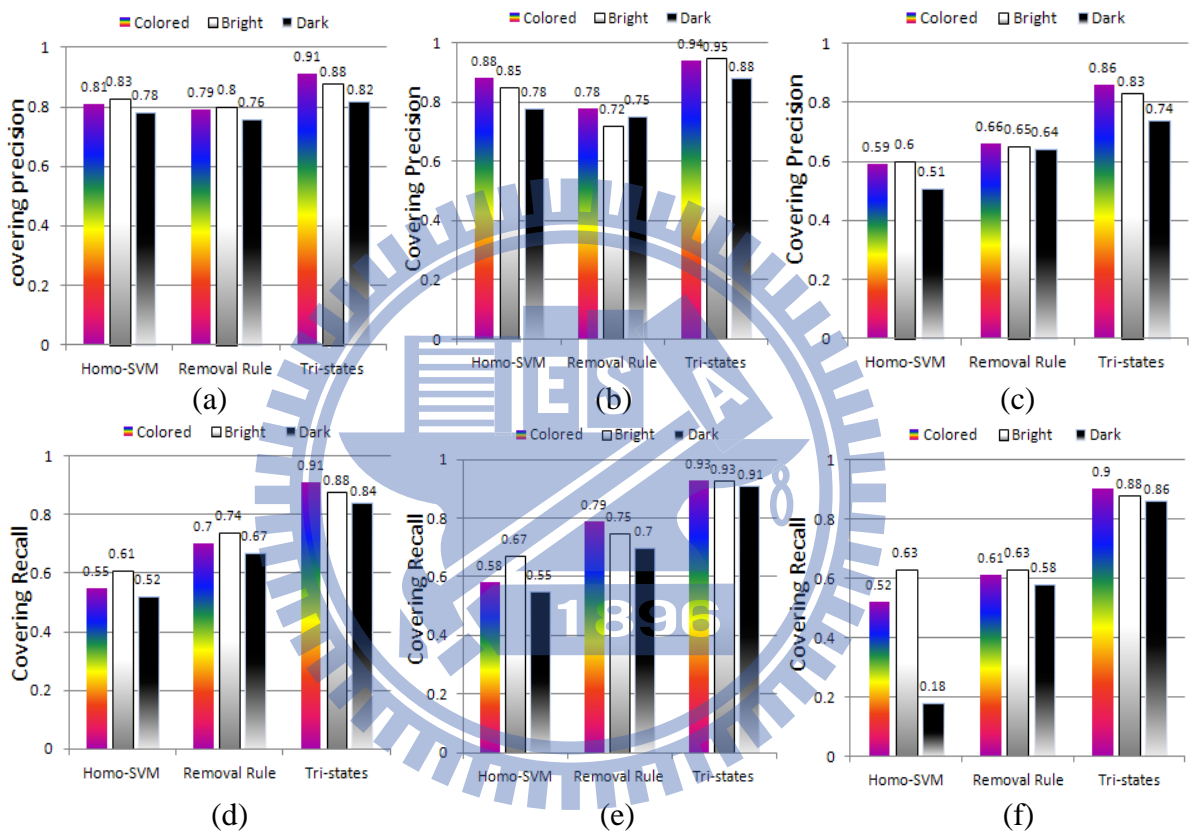 Colored Bright Dark
1
0.8
0.6
0.4
0.2
0
covering precision
0.81 0.83 0.78
0.79 0.8 0.76
0.91 0.88 0.82
Homo-SVM Removal Rule Tri-states
(a)
Colored Bright Dark
1
0.8
0.6
0.4
0.2
0
Covering Precision
0.88 0.85 0.78
0.78 0.72 0.75
0.94 0.95 0.88
Homo-SVM Removal Rule Tri-states
(b)
Colored Bright Dark
1
0.8
0.6
0.4
0.2
0
Covering Precision
0.59 0.6 0.51
0.66 0.65 0.64
0.86 0.83 0.74
Homo-SVM Removal Rule Tri-states
(c)
Colored Bright Dark
1
0.8
0.6
0.4
0.2
0
Covering Recall
0.55 0.61 0.52
0.7 0.74 0.67
0.91 0.88 0.84
Homo-SVM Removal Rule Tri-states
(d)
Colored Bright Dark
1
0.8
0.6
0.4
0.2
0
Covering Recall
0.58 0.67 0.55
0.79 0.75 0.7
0.93 0.93 0.91
Homo-SVM Removal Rule Tri-states
(e)
Colored Bright Dark
1
0.8
0.6
0.4
0.2
0
Covering Recall
0.52 0.63 0.18
0.61 0.63 0.58
0.9 0.88 0.86
Homo-SVM Removal Rule Tri-states
(f)
E S A
8
1896